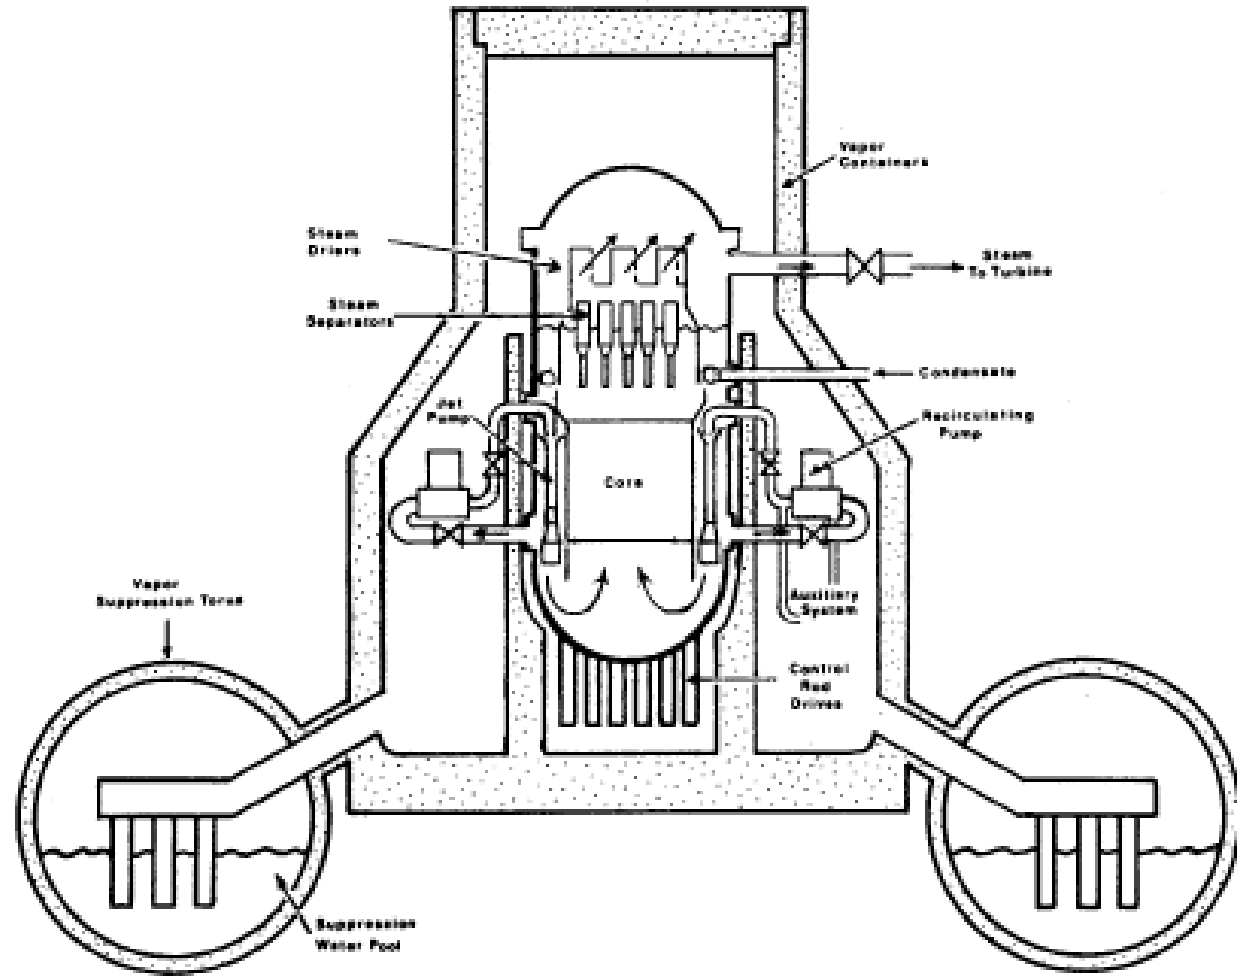 Vapor
Containers
Steam
Driers
Steam
To Turbine
Steam
Separators
Condensate
Jet
Pump
Recirculating
Pump
Core
Vapor
Suppression Torus
Auxiliary
System
Control
Rod
Drives
Suppression
Water Pool